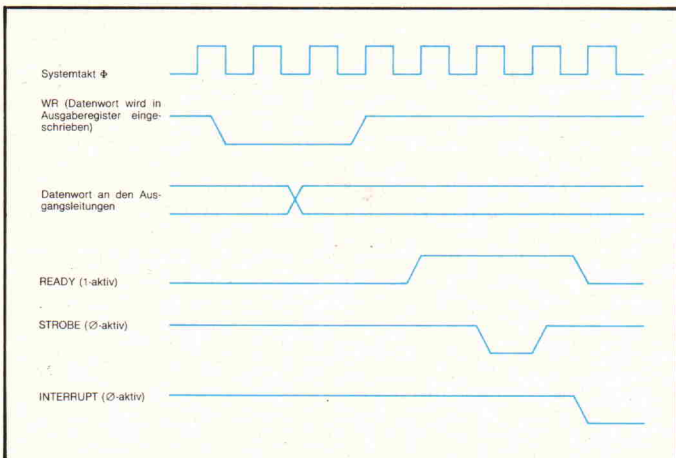 Systemtakt Φ
WR (Datenwort wird in
Ausgaberegister einge-
schrieben)
Datenwort an den Aus-
gangsleitungen
READY (1-aktiv)
STROBE (Ø-aktiv)
INTERRUPT (Ø-aktiv)